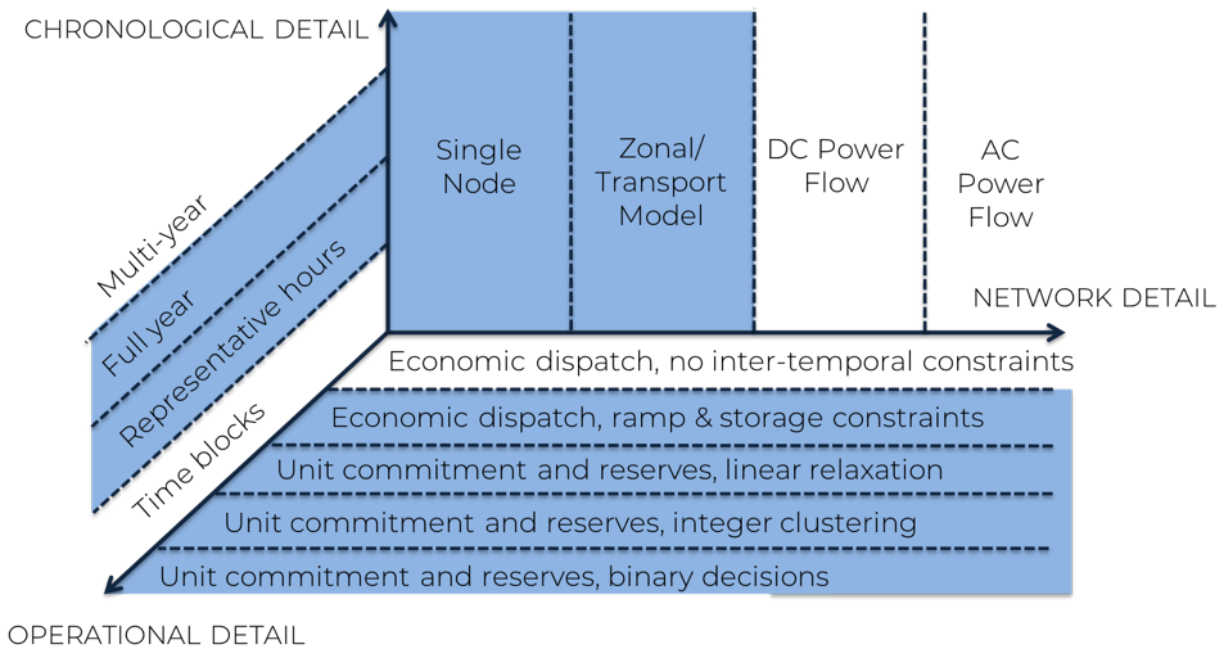 CHRONOLOGICAL DETAIL
Single
Node
Zonal/
Transport
Model
DC Power
Flow
AC
Power
Flow
NETWORK DETAIL
Multi-year
Full year
Representative hours
Time blocks
Economic dispatch, no inter-temporal constraints
Economic dispatch, ramp & storage constraints
Unit commitment and reserves, linear relaxation
Unit commitment and reserves, integer clustering
Unit commitment and reserves, binary decisions
OPERATIONAL DETAIL